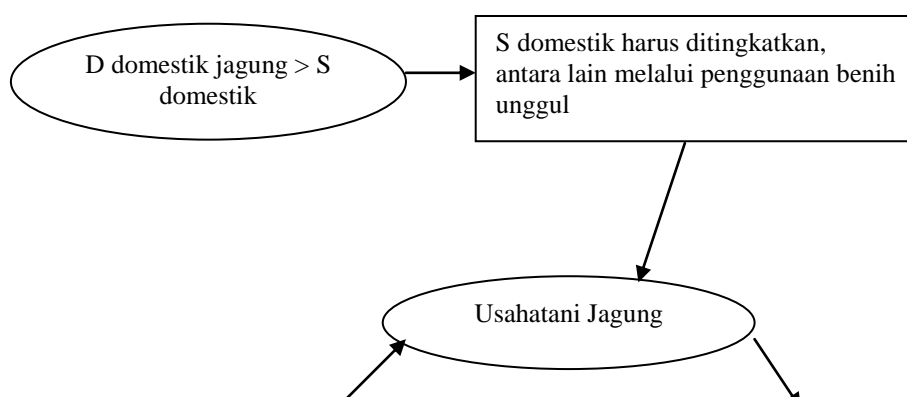 D domestik jagung > S
domestik
S domestik harus ditingkatkan,
antara lain melalui penggunaan benih
unggul
Usahatani Jagung